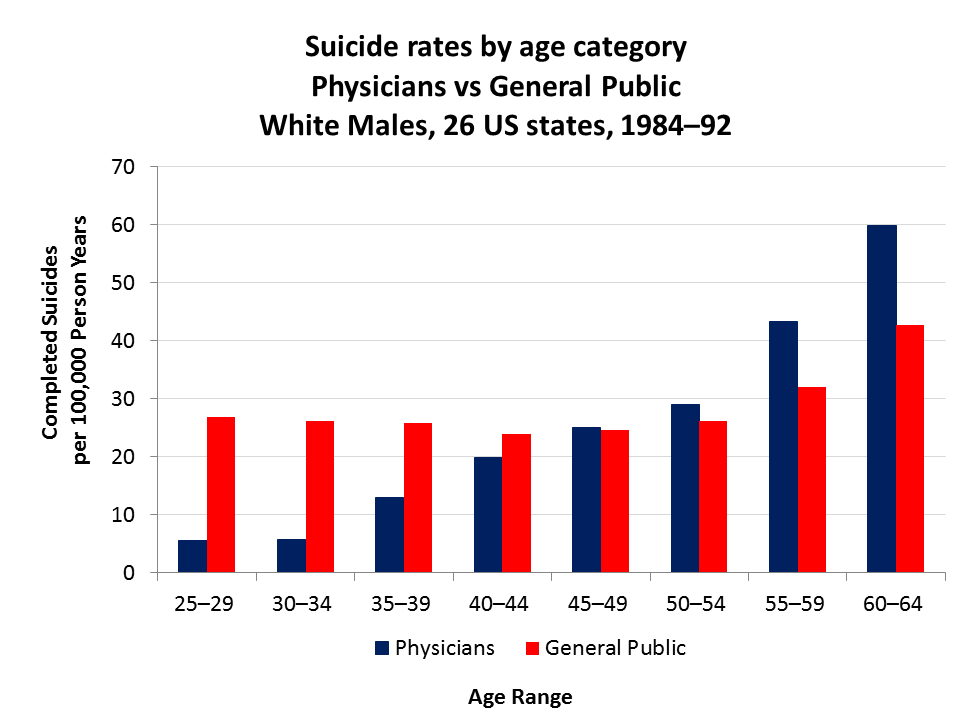 Suicide rates by age category
Physicians vs General Public
White Males, 26 US states, 1984–92
Completed Suicides
per 100,000 Person Years
70
60
50
40
30
20
10
0
25–29 30–34 35–39 40–44 45–49 50–54 55–59 60–64
Physicians General Public
Age Range